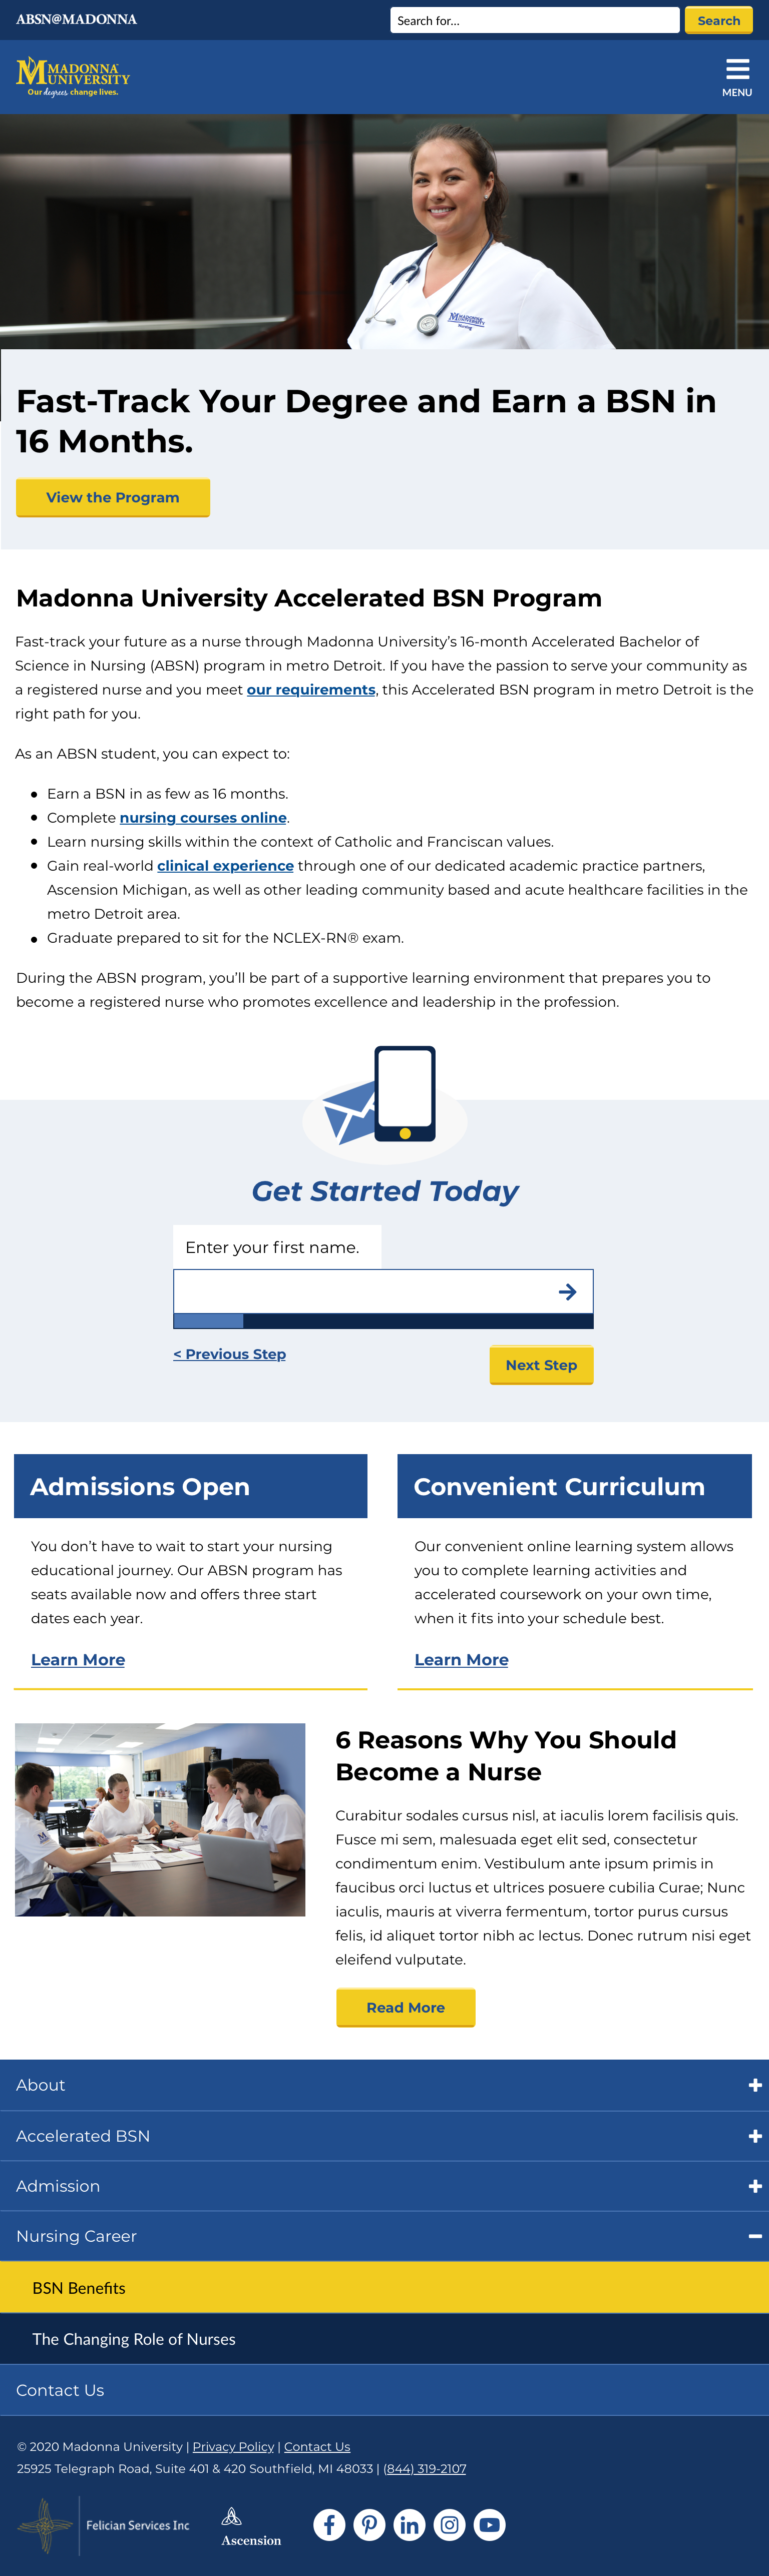 ABSN@MADONNA
Search for...
Search
MADONNA
UNIVERSITY
Our degrees change lives.
MENU
MADONNA
UNIVERSITY
Nursing
Fast-Track Your Degree and Earn a BSN in
16 Months.
View the Program
Madonna University Accelerated BSN Program
Fast-track your future as a nurse through Madonna University’s 16-month Accelerated Bachelor of
Science in Nursing (ABSN) program in metro Detroit. If you have the passion to serve your community as
a registered nurse and you meet our requirements, this Accelerated BSN program in metro Detroit is the
right path for you.
As an ABSN student, you can expect to:
Earn a BSN in as few as 16 months.
Complete nursing courses online.
Learn nursing skills within the context of Catholic and Franciscan values.
Gain real-world clinical experience through one of our dedicated academic practice partners,
Ascension Michigan, as well as other leading community based and acute healthcare facilities in the
metro Detroit area.
Graduate prepared to sit for the NCLEX-RN® exam.
During the ABSN program, you’ll be part of a supportive learning environment that prepares you to
become a registered nurse who promotes excellence and leadership in the profession.
Get Started Today
Enter your first name.
< Previous Step
Next Step
Admissions Open
You don’t have to wait to start your nursing
educational journey. Our ABSN program has
seats available now and offers three start
dates each year.
Learn More
Convenient Curriculum
Our convenient online learning system allows
you to complete learning activities and
accelerated coursework on your own time,
when it fits into your schedule best.
Learn More
6 Reasons Why You Should
Become a Nurse
Curabitur sodales cursus nisl, at iaculis lorem facilisis quis.
Fusce mi sem, malesuada eget elit sed, consectetur
condimentum enim. Vestibulum ante ipsum primis in
faucibus orci luctus et ultrices posuere cubilia Curae; Nunc
iaculis, mauris at viverra fermentum, tortor purus cursus
felis, id aliquet tortor nibh ac lectus. Donec rutrum nisi eget
eleifend vulputate.
Read More
About
Accelerated BSN
Admission
Nursing Career
BSN Benefits
The Changing Role of Nurses
Contact Us
© 2020 Madonna University | Privacy Policy | Contact Us
25925 Telegraph Road, Suite 401 & 420 Southfield, MI 48033 | (844) 319-2107
Felician Services Inc
Ascension